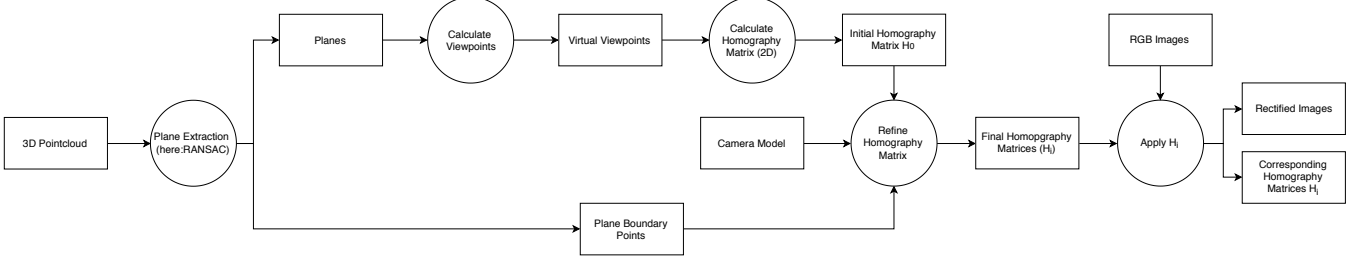 Planes
Calculate
Viewpoints
Virtual Viewpoints
Calculate
Homography
Matrix (2D)
Initial Homography
Matrix H0
RGB Images
3D Pointcloud
Plane Extraction
(here:RANSAC)
Camera Model
Refine
Homography
Matrix
Final Homopgraphy
Matrices (Hi)
Apply Hi
Rectified Images
Corresponding
Homography
Matrices Hi
Plane Boundary
Points